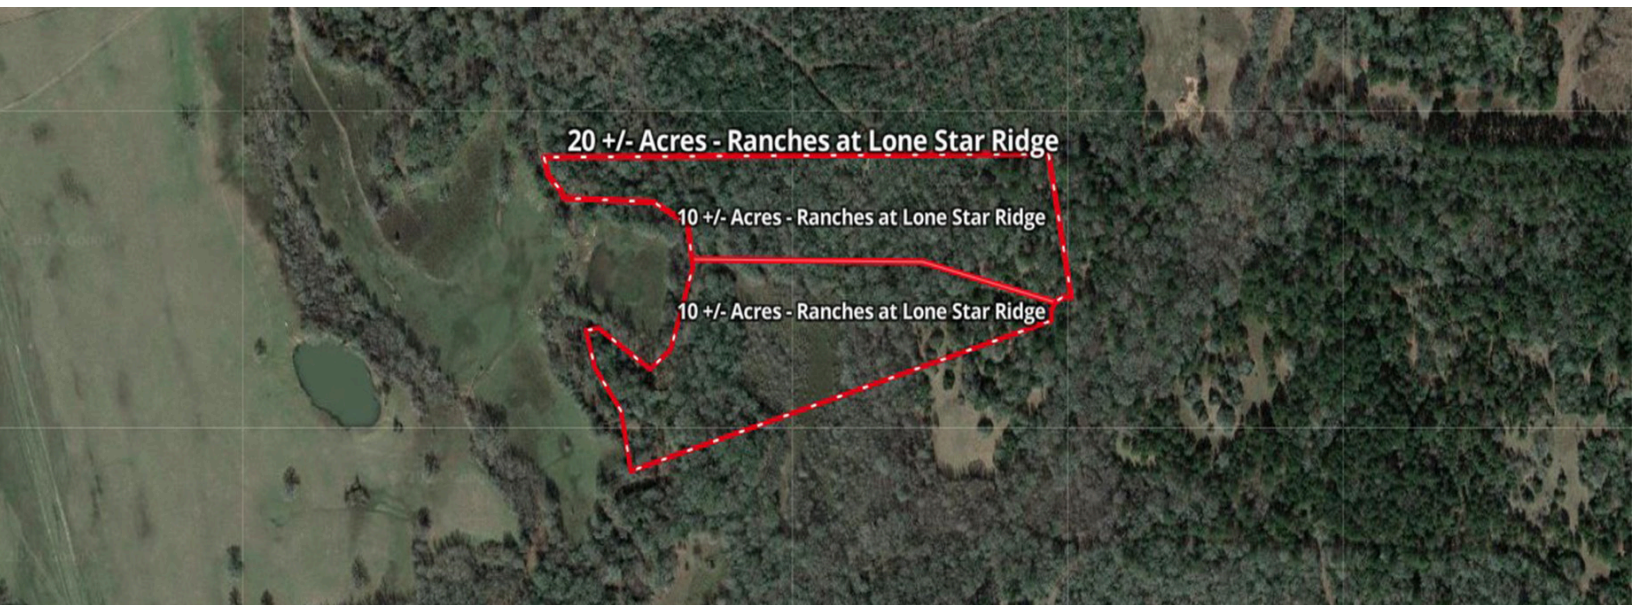 20 +/- Acres - Ranches at Lone Star Ridge
10 +/- Acres - Ranches at Lone Star Ridge
10 +/- Acres - Ranches at Lone Star Ridge